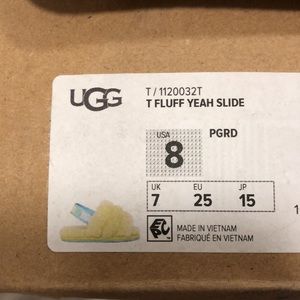 UGG
T / 1120032T
T FLUFF YEAH SLIDE
USA
8
PGRD
UK
7
EU
25
JP
15
MADE IN VIETNAM
FABRIQUÉ EN VIETNAM